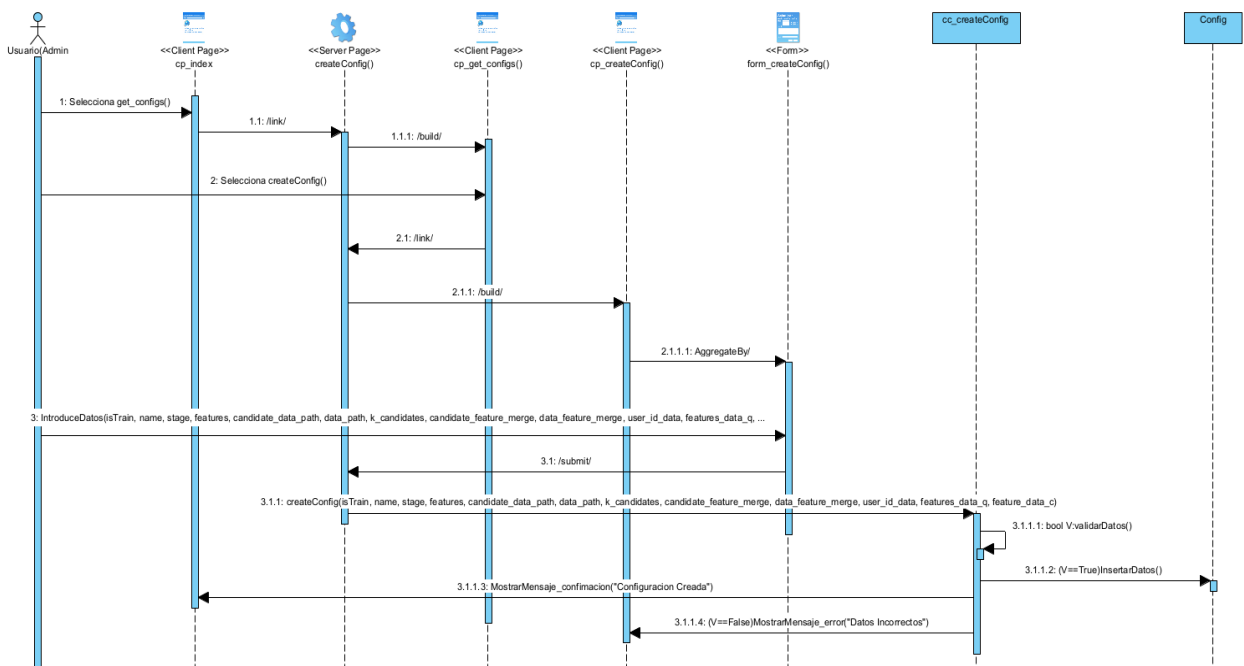 Usuario(Admin
<<Client Page>>
cp_index
<<Server Page>>
createConfig()
<<Client Page>>
cp_get_configs()
<<Client Page>>
cp_createConfig()
<<Form>>
form_createConfig()
cc_createConfig
Config
1: Selecciona get_configs()
1.1: /link/
1.1.1: /build/
2: Selecciona createConfig()
2.1: /link/
2.1.1: /build/
2.1.1.1: AggregateBy/
3: IntroduceDatos(isTrain, name, stage, features, candidate_data_path, data_path, k_candidates, candidate_feature_merge, data_feature_merge, user_id_data, features_data_q, ...
3.1: /submit/
3.1.1: createConfig(isTrain, name, stage, features, candidate_data_path, data_path, k_candidates, candidate_feature_merge, data_feature_merge, user_id_data, features_data_q, feature_data_c)
3.1.1.1: bool V:validarDatos()
3.1.1.2: (V==True)InsertarDatos()
3.1.1.3: MostrarMensaje_confimacion("Configuracion Creada")
3.1.1.4: (V==False)MostrarMensaje_error("Datos Incorrectos")